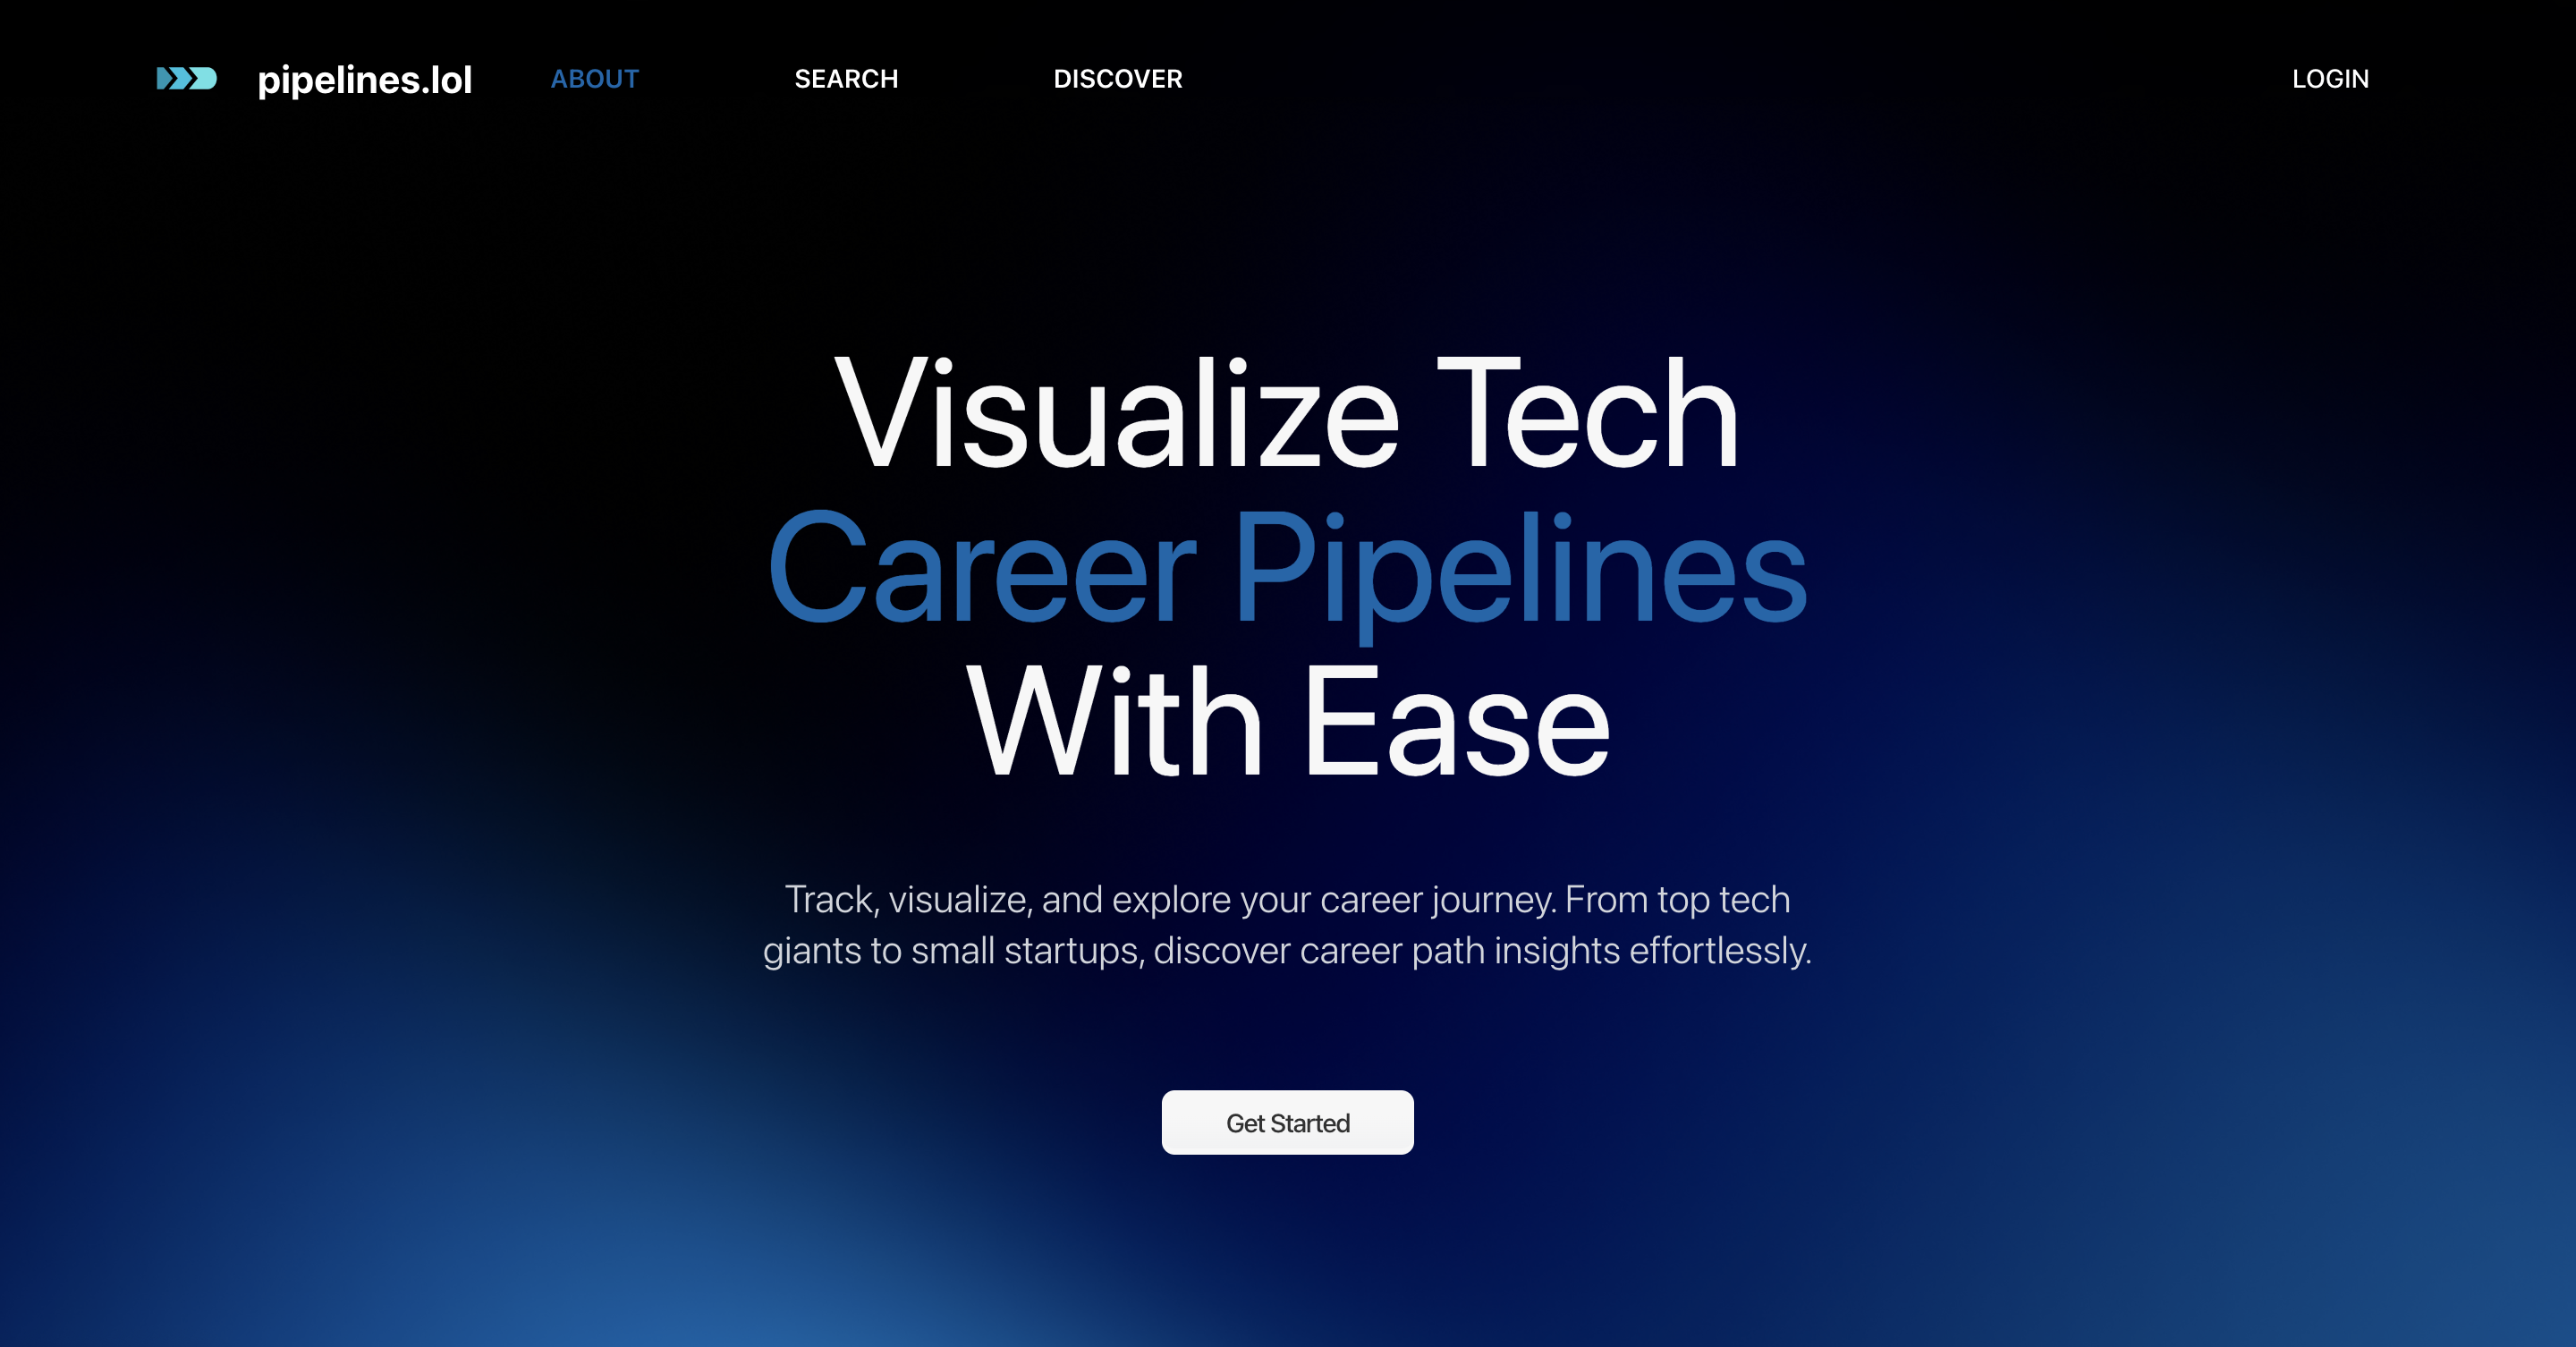 pipelines.lol ABOUT SEARCH DISCOVER LOGIN
Visualize Tech
Career Pipelines
With Ease
Track, visualize, and explore your career journey. From top tech
giants to small startups, discover career path insights effortlessly.
Get Started